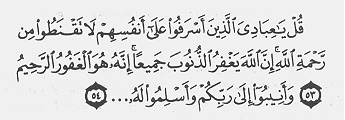 قُلْ يَٰعِبَادِيَ ٱلَّذِينَ أَسْرَفُوا۟ عَلَىٰٓ أَنفُسِهِمْ لَا تَقْنَطُوا۟ مِن
رَّحْمَةِ ٱللَّهِ ۚ إِنَّ ٱللَّهَ يَغْفِرُ ٱلذُّنُوبَ جَمِيعًا ۚ إِنَّهُۥ هُوَ ٱلْغَفُورُ ٱلرَّحِيمُ
﴿٥٣﴾ وَأَنِيبُوٓا۟ إِلَىٰ رَبِّكُمْ وَأَسْلِمُوا۟ لَهُۥ... ﴿٥٤﴾